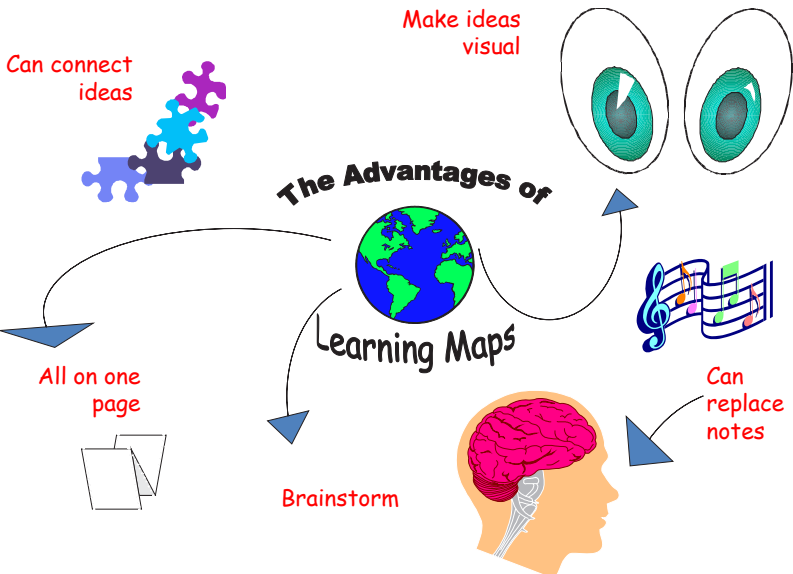 Make ideas
visual
Can connect
ideas
The Advantages of
Learning Maps
All on one
page
Can
replace
notes
Brainstorm